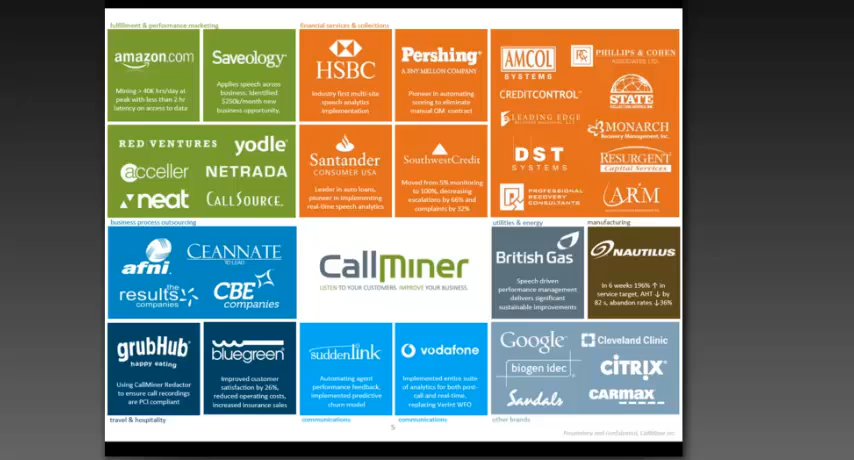 fulfillment & performance marketing
financial services & collections
amazon.com
Mining > 40K hrs/day at
peak with less than 2 hr
latency on access to data
Saveology
Applies speech across
business. Identified
$250k/month new
business opportunity.
HSBC
Industry first multi-site
speech analytics
implementation
Pershing
A BNY MELLON COMPANY
Pioneer in automating
scoring to eliminate
manual QM contract
AMCOL
SYSTEMS
PHILLIPS & COHEN
ASSOCIATES LTD.
CREDITCONTROL
STATE
LEADING EDGE
MONARCH
Recovery Management, Inc.
DST
SYSTEMS
RESURGENT
Capital Services
PROFESSIONAL
RECOVERY
CONSULTANTS
ARM
RED VENTURES
yodle
acceller
NETRADA
neat
CALLSOURCE
Santander
CONSUMER USA
Leader in auto loans,
pioneer in implementing
real-time speech analytics
SouthwestCredit
Moved from 5% monitoring
to 100%, decreasing
escalations by 66% and
complaints by 32%
business process outsourcing
utilities & energy
manufacturing
afni
CEANNATE
the
results
companies
CBE
companies
CallMiner
LISTEN TO YOUR CUSTOMERS. IMPROVE YOUR BUSINESS.
British Gas
Speech driven
performance management
delivers significant
sustainable improvements
NAUTILUS
In 6 weeks 196% ↑ in
service target, AHT ↓ by
82 s, abandon rates ↓36%
grubHub
happy eating
Using CallMiner Redactor
to ensure call recordings
are PCI compliant
bluegreen
Improved customer
satisfaction by 26%,
reduced operating costs,
increased insurance sales
suddenlink
Automating agent
performance feedback,
implemented predictive
churn model
vodafone
Implemented entire suite
of analytics for both post-
call and real-time,
replacing Verint WFO
Google
Cleveland Clinic
biogen idec
CITRIX
Sandals
CARMAX
travel & hospitality
communications
communications
other brands
5
Proprietary and Confidential, CallMiner Inc